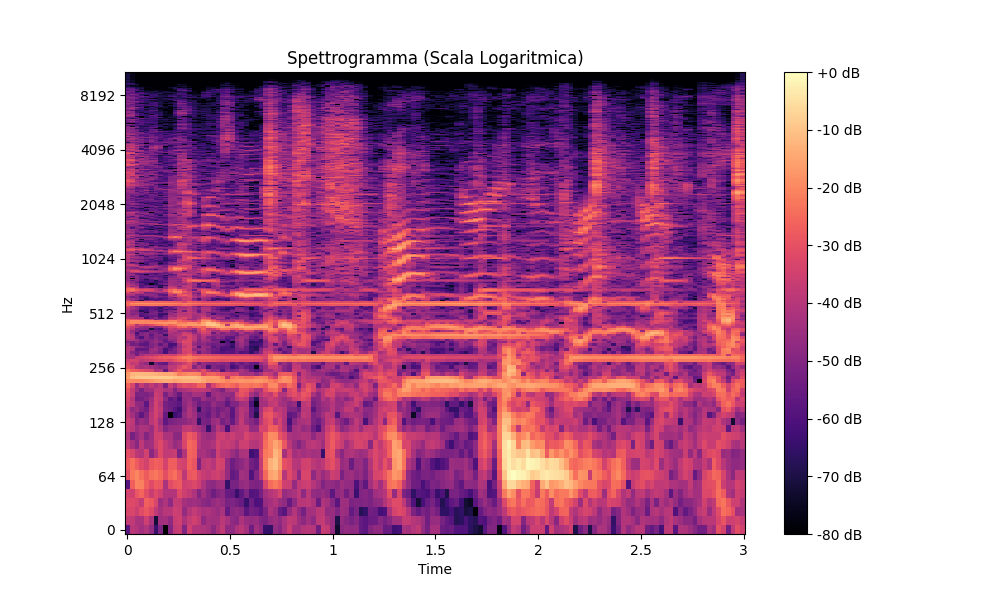 Spettrogramma (Scala Logaritmica)
8192
4096
2048
1024
512
256
128
64
0
Hz
0 0.5 1 1.5 2 2.5 3
Time
+0 dB
-10 dB
-20 dB
-30 dB
-40 dB
-50 dB
-60 dB
-70 dB
-80 dB